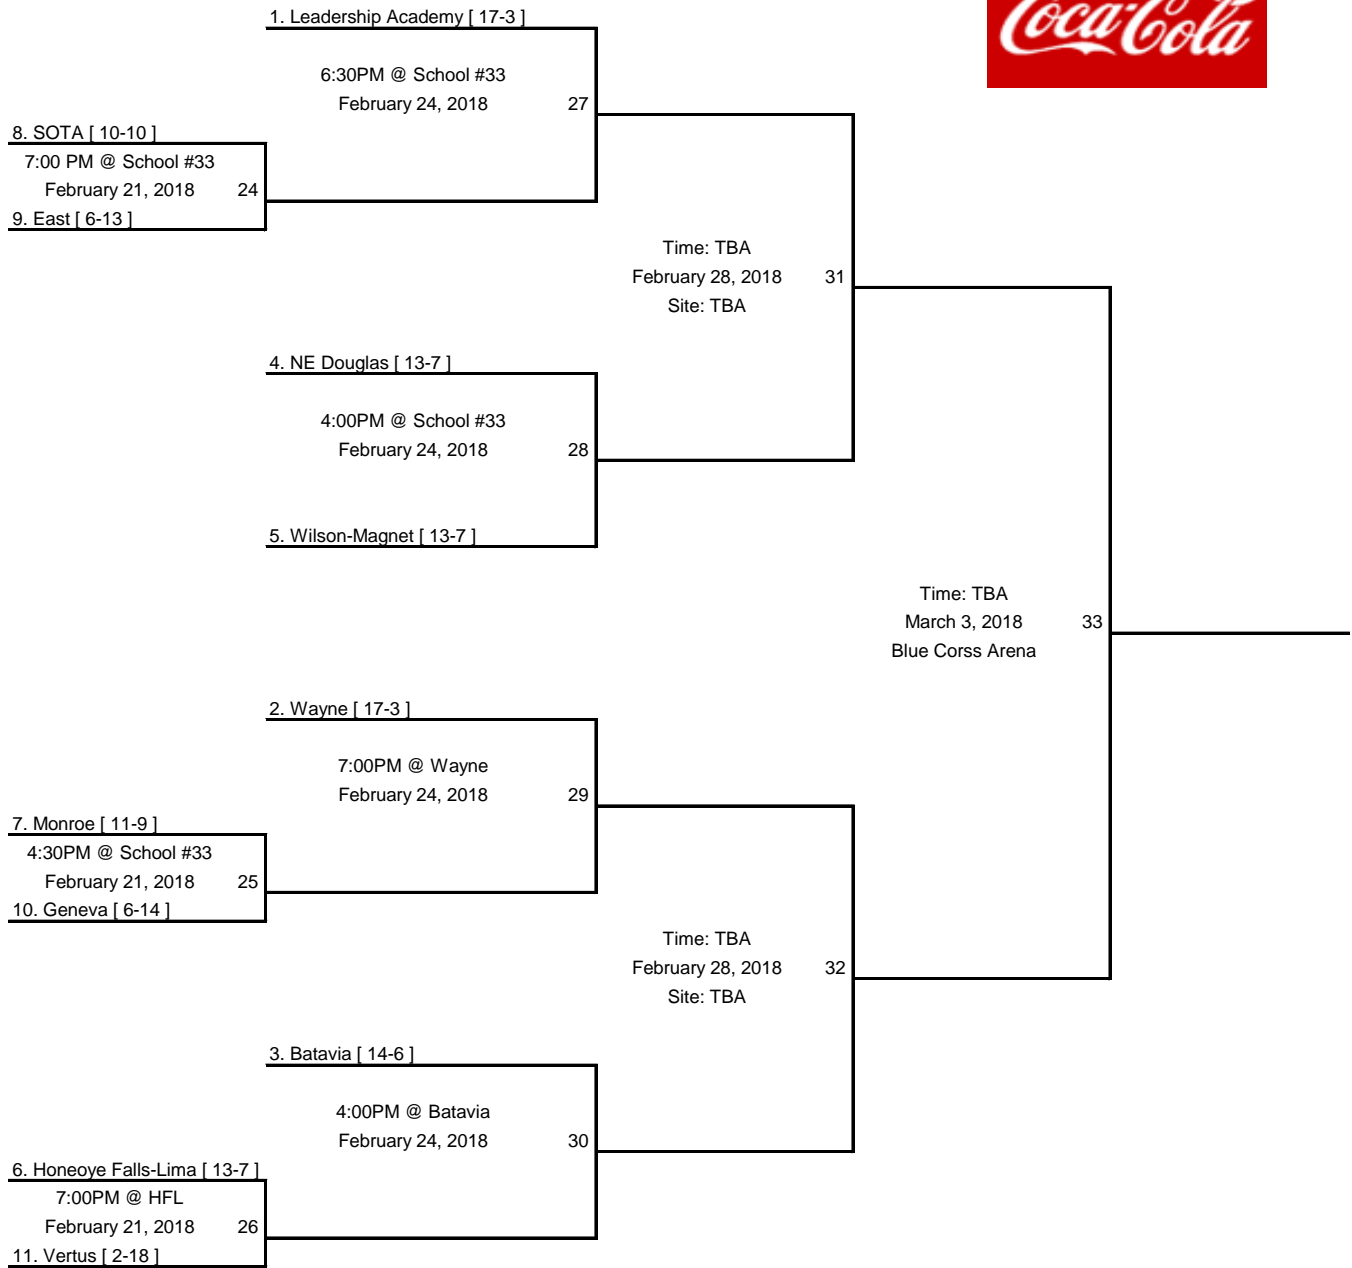 1. Leadership Academy [ 17-3 ]
Coca-Cola
6:30PM @ School #33
February 24, 2018 27
8. SOTA [ 10-10 ]
7:00 PM @ School #33
February 21, 2018 24
9. East [ 6-13 ]
Time: TBA
February 28, 2018 31
Site: TBA
4. NE Douglas [ 13-7 ]
4:00PM @ School #33
February 24, 2018 28
5. Wilson-Magnet [ 13-7 ]
Time: TBA
March 3, 2018 33
Blue Corss Arena
2. Wayne [ 17-3 ]
7:00PM @ Wayne
February 24, 2018 29
7. Monroe [ 11-9 ]
4:30PM @ School #33
February 21, 2018 25
10. Geneva [ 6-14 ]
Time: TBA
February 28, 2018 32
Site: TBA
3. Batavia [ 14-6 ]
4:00PM @ Batavia
February 24, 2018 30
6. Honeoye Falls-Lima [ 13-7 ]
7:00PM @ HFL
February 21, 2018 26
11. Vertus [ 2-18 ]